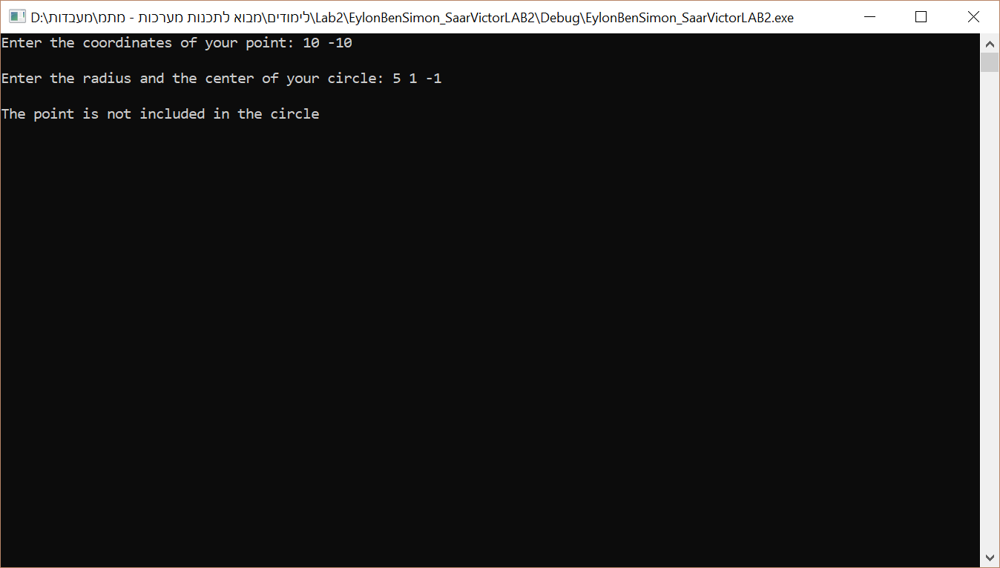 D:\לימודים\מבוא לתכנות מערכות - מתמ\מעבדות\Lab2\EylonBenSimon_SaarVictorLAB2\Debug\EylonBenSimon_SaarVictorLAB2.exe
Enter the coordinates of your point: 10 -10
Enter the radius and the center of your circle: 5 1 -1
The point is not included in the circle